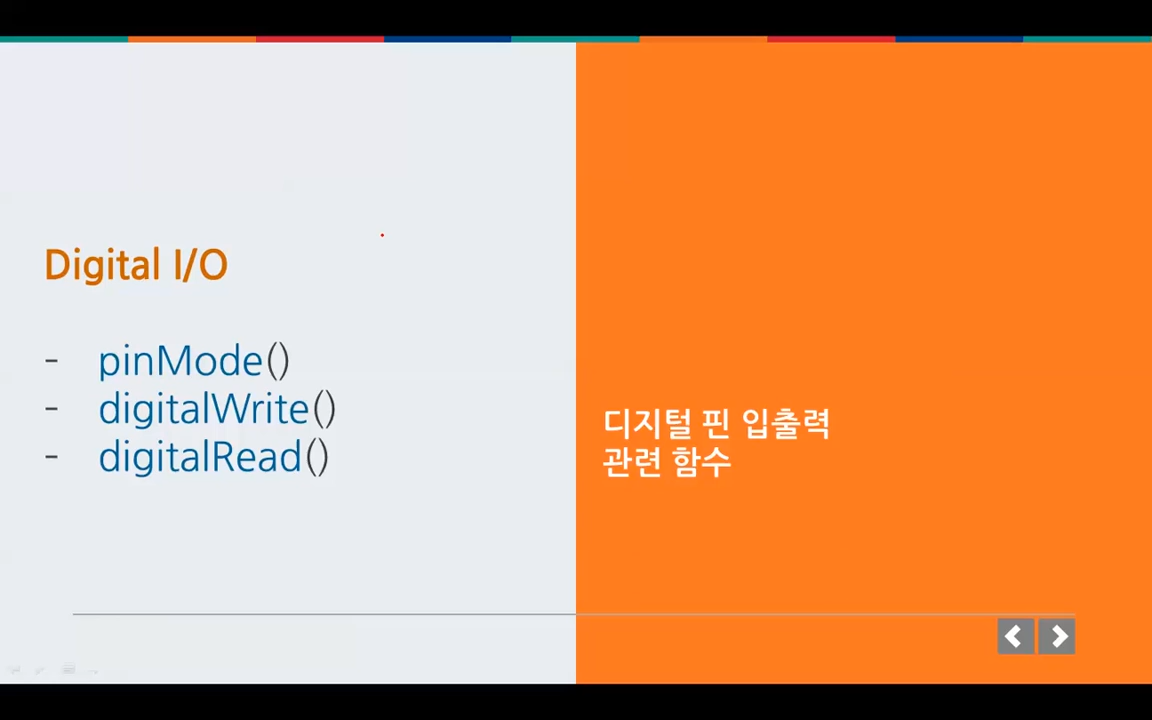 Digital I/O
- pinMode()
- digitalWrite()
- digitalRead()
디지털 핀 입출력
관련 함수